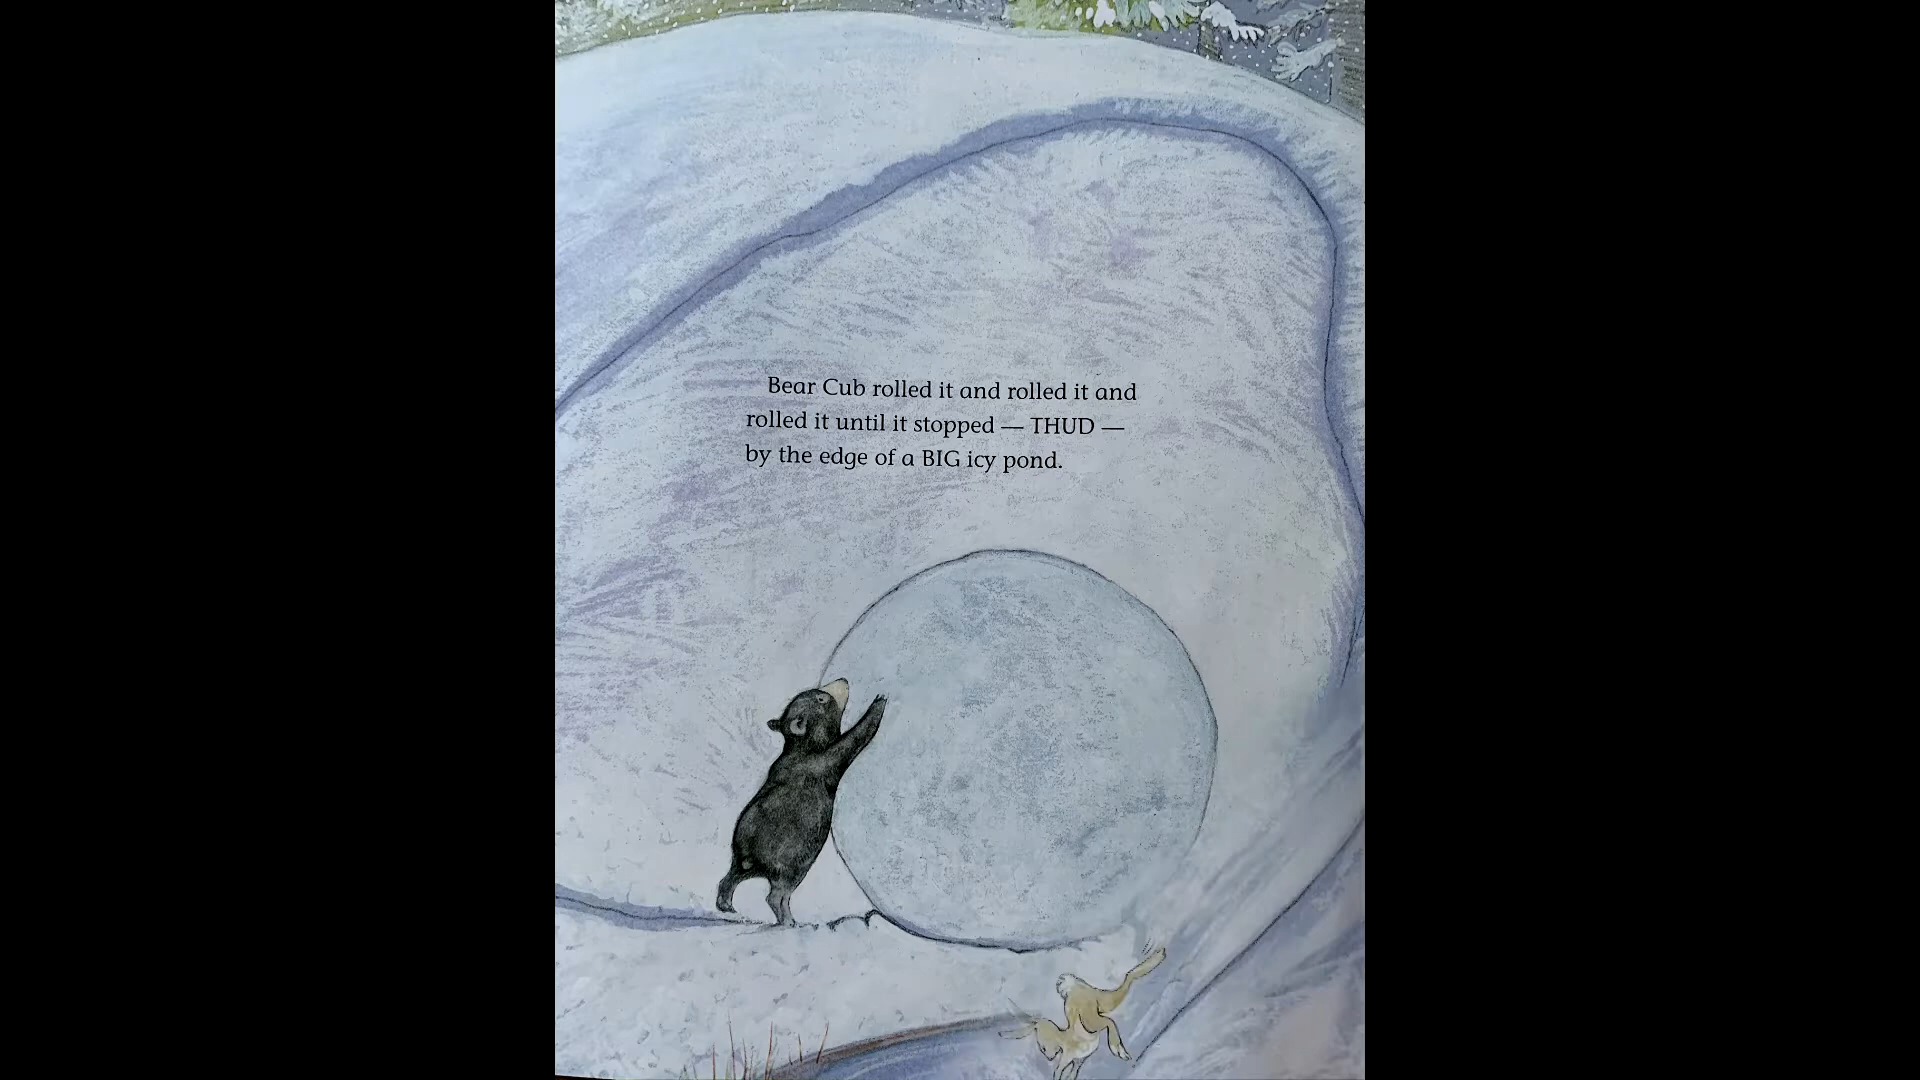 Bear Cub rolled it and rolled it and
rolled it until it stopped — THUD —
by the edge of a BIG icy pond.